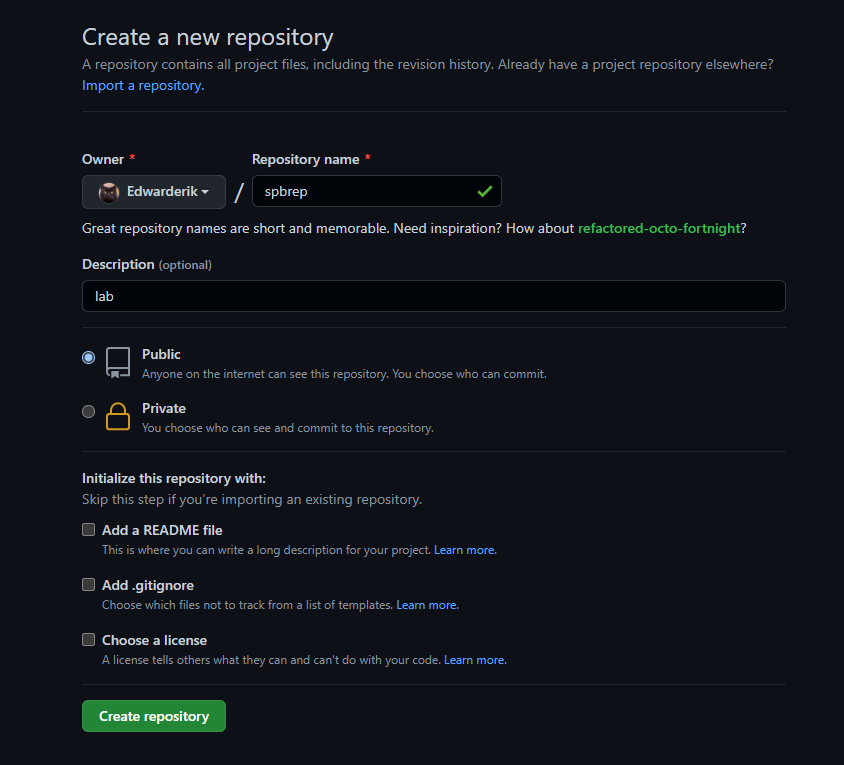 Create a new repository
A repository contains all project files, including the revision history. Already have a project repository elsewhere?
Import a repository.
Owner *
Repository name *
Edwarderik
/
spbrep
Great repository names are short and memorable. Need inspiration? How about refactored-octo-fortnight?
Description (optional)
lab
Public
Anyone on the internet can see this repository. You choose who can commit.
Private
You choose who can see and commit to this repository.
Initialize this repository with:
Skip this step if you’re importing an existing repository.
Add a README file
This is where you can write a long description for your project. Learn more.
Add .gitignore
Choose which files not to track from a list of templates. Learn more.
Choose a license
A license tells others what they can and can't do with your code. Learn more.
Create repository